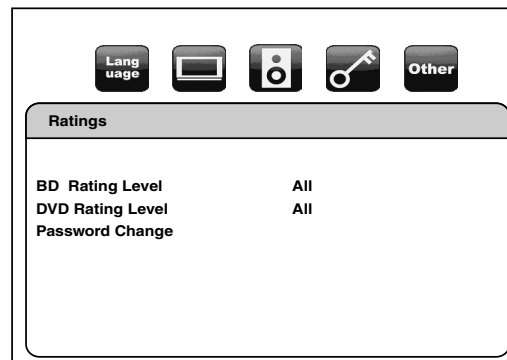 Lang
uage
Other
Ratings
BD Rating Level All
DVD Rating Level All
Password Change